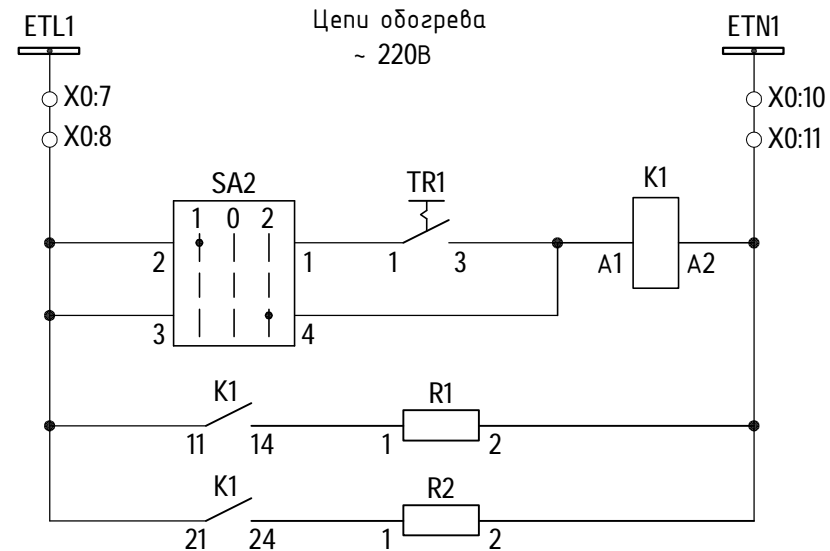 ETL1 Цепи обогрева ETN1
~ 220В
X0:7 X0:10
X0:8 X0:11
SA2 TR1 K1
1 0 2
2 1 1 3 A1 A2
3 4
K1 R1
11 14 1 2
K1 R2
21 24 1 2